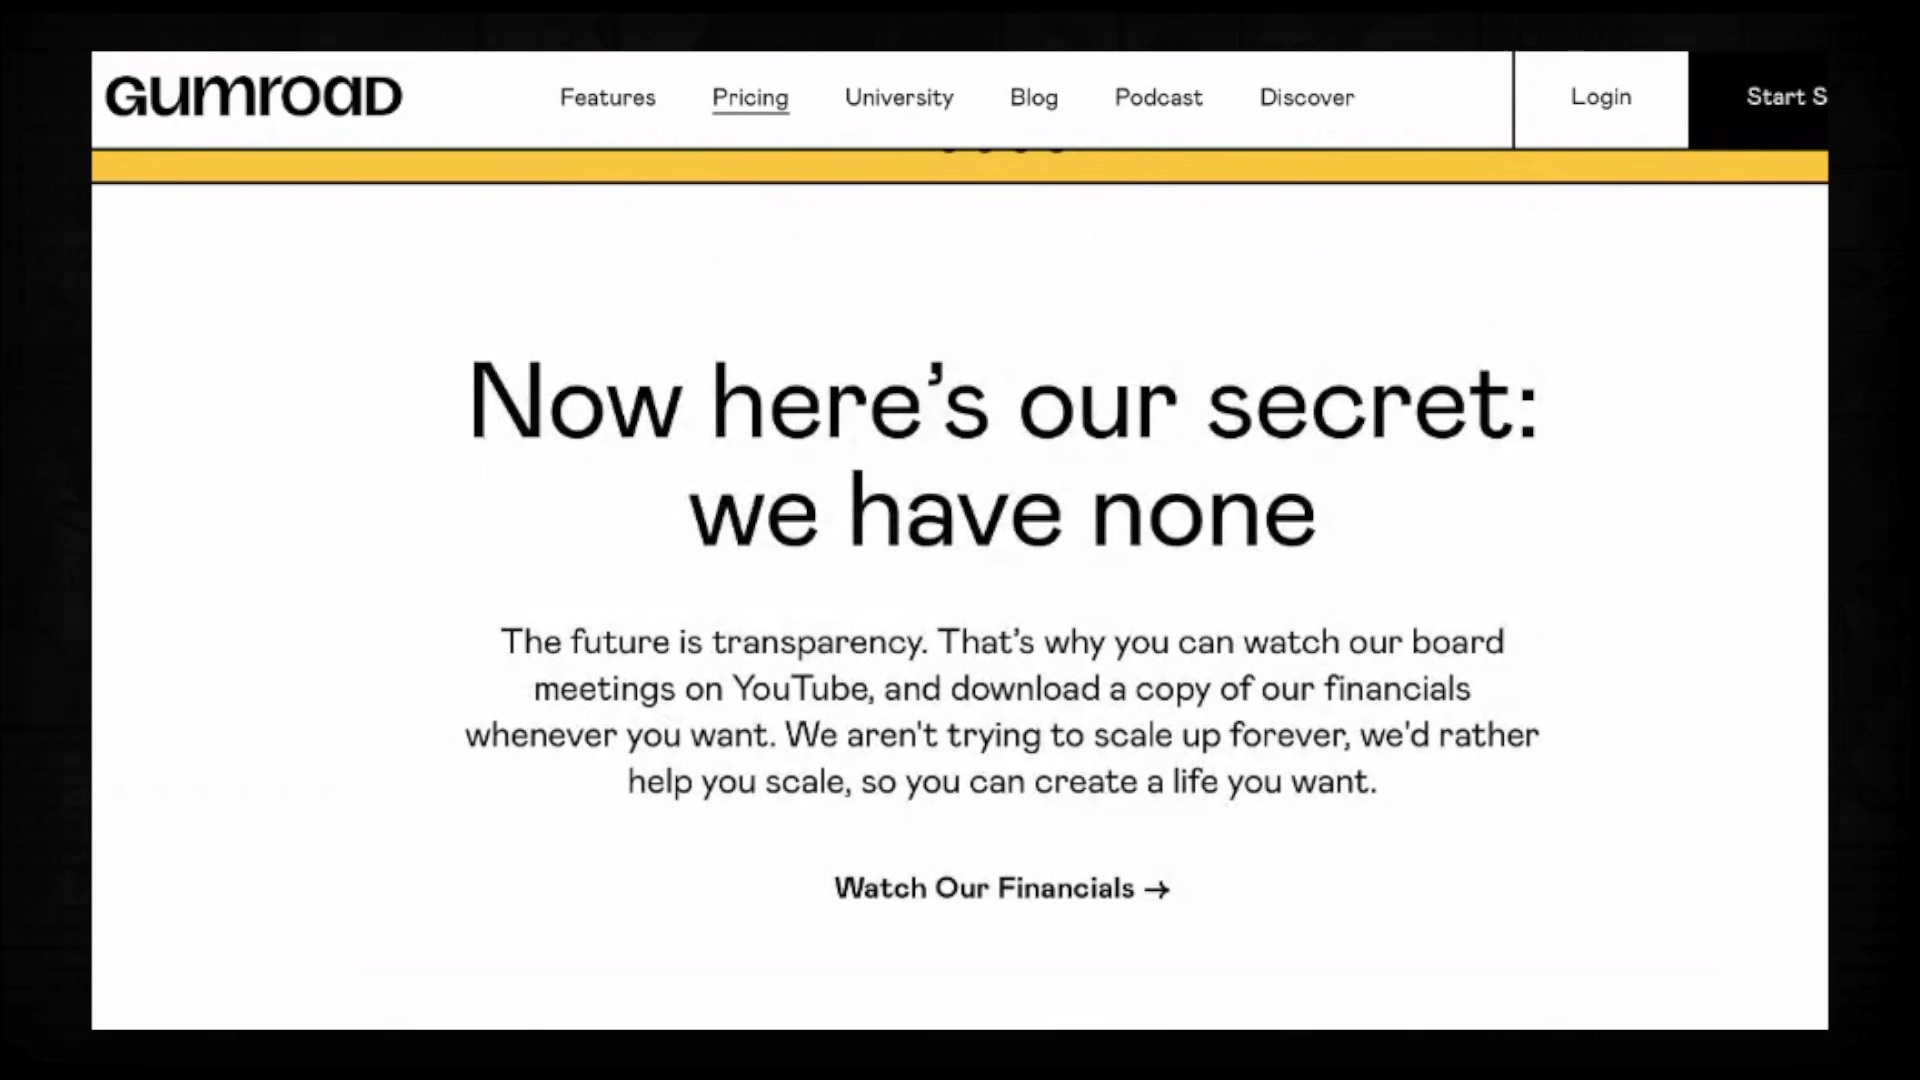 Gumroad
Features Pricing University Blog Podcast Discover Login Start S
Now here’s our secret:
we have none
The future is transparency. That’s why you can watch our board
meetings on YouTube, and download a copy of our financials
whenever you want. We aren't trying to scale up forever, we'd rather
help you scale, so you can create a life you want.
Watch Our Financials →